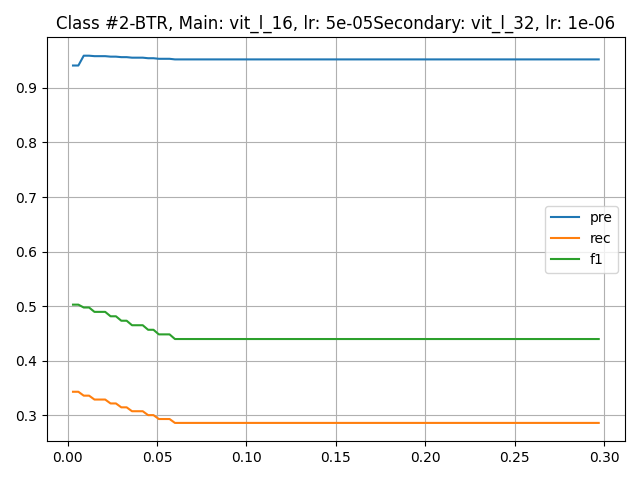 Class #2-BTR, Main: vit_l_16, lr: 5e-05Secondary: vit_l_32, lr: 1e-06
0.9
0.8
0.7
0.6
0.5
0.4
0.3
pre
rec
f1
0.00 0.05 0.10 0.15 0.20 0.25 0.30